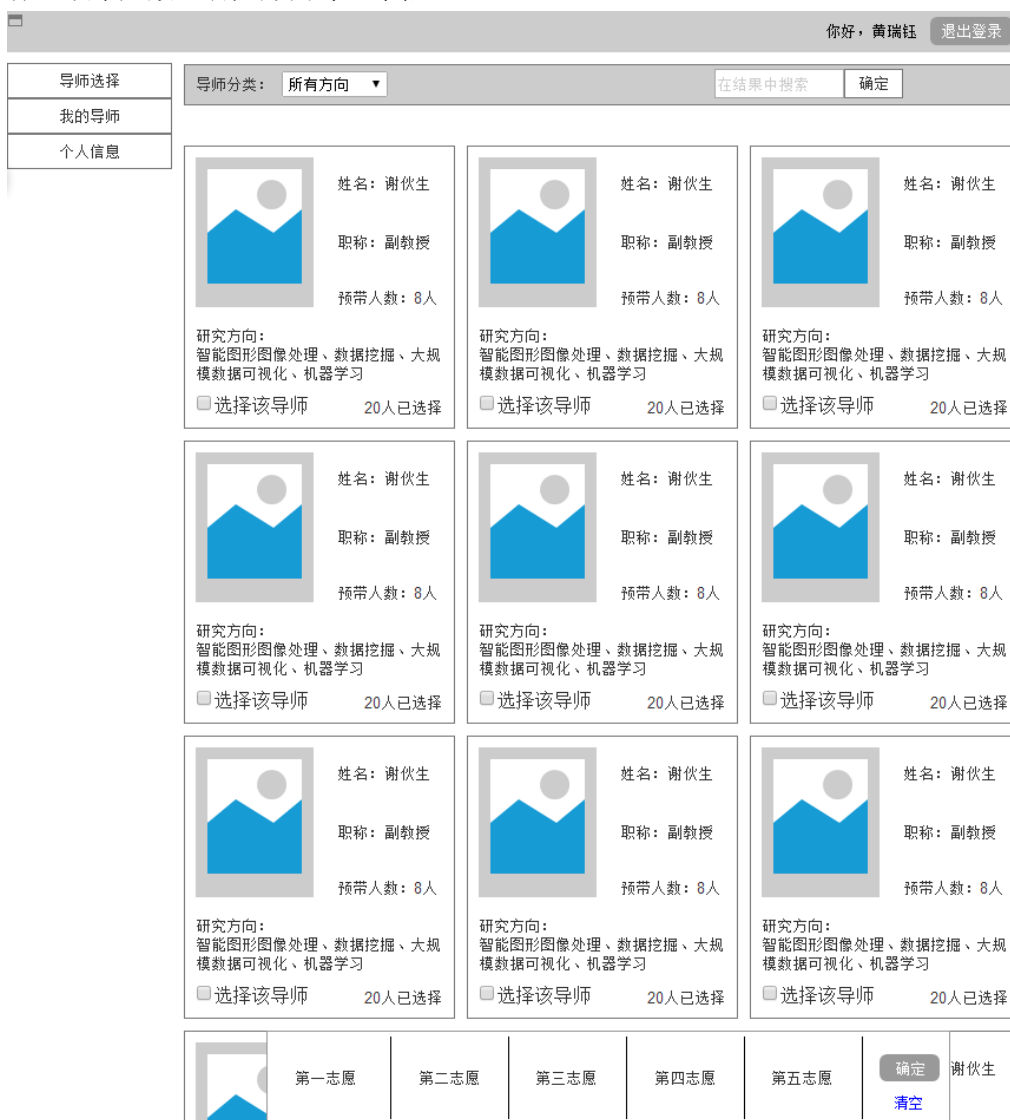 你好，黄瑞钰 退出登录
导师选择
我的导师
个人信息
导师分类： 所有方向 在结果中搜索 确定
姓名：谢伙生
职称：副教授
预带人数：8人
研究方向：
智能图形图像处理、数据挖掘、大规
模数据可视化、机器学习
选择该导师 20人已选择
姓名：谢伙生
职称：副教授
预带人数：8人
研究方向：
智能图形图像处理、数据挖掘、大规
模数据可视化、机器学习
选择该导师 20人已选择
姓名：谢伙生
职称：副教授
预带人数：8人
研究方向：
智能图形图像处理、数据挖掘、大规
模数据可视化、机器学习
选择该导师 20人已选择
姓名：谢伙生
职称：副教授
预带人数：8人
研究方向：
智能图形图像处理、数据挖掘、大规
模数据可视化、机器学习
选择该导师 20人已选择
姓名：谢伙生
职称：副教授
预带人数：8人
研究方向：
智能图形图像处理、数据挖掘、大规
模数据可视化、机器学习
选择该导师 20人已选择
姓名：谢伙生
职称：副教授
预带人数：8人
研究方向：
智能图形图像处理、数据挖掘、大规
模数据可视化、机器学习
选择该导师 20人已选择
姓名：谢伙生
职称：副教授
预带人数：8人
研究方向：
智能图形图像处理、数据挖掘、大规
模数据可视化、机器学习
选择该导师 20人已选择
姓名：谢伙生
职称：副教授
预带人数：8人
研究方向：
智能图形图像处理、数据挖掘、大规
模数据可视化、机器学习
选择该导师 20人已选择
姓名：谢伙生
职称：副教授
预带人数：8人
研究方向：
智能图形图像处理、数据挖掘、大规
模数据可视化、机器学习
选择该导师 20人已选择
第一志愿 第二志愿 第三志愿 第四志愿 第五志愿 确定 谢伙生
清空